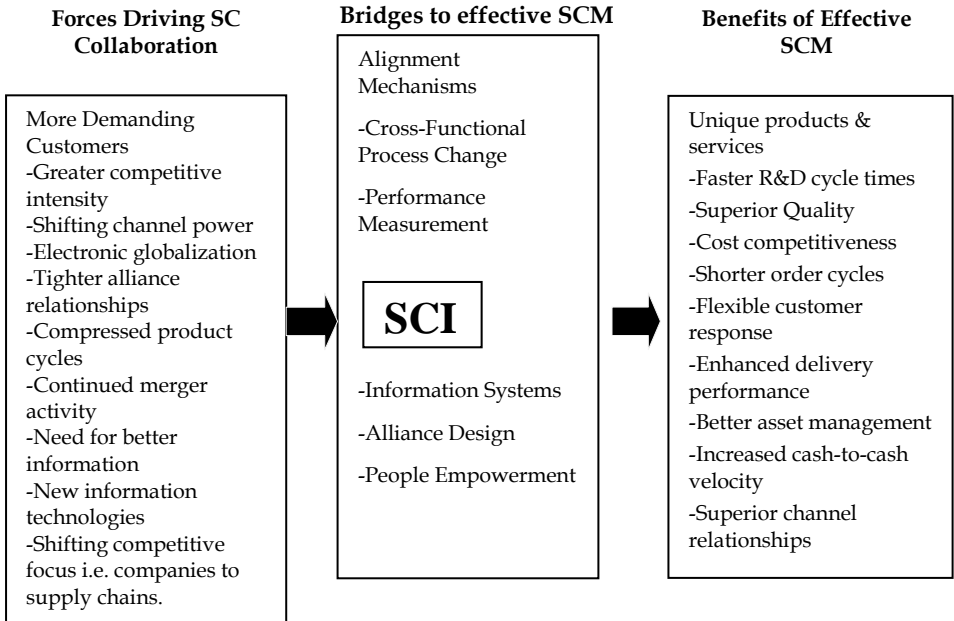 Forces Driving SC
Collaboration
More Demanding
Customers
-Greater competitive
intensity
-Shifting channel power
-Electronic globalization
-Tighter alliance
relationships
-Compressed product
cycles
-Continued merger
activity
-Need for better
information
-New information
technologies
-Shifting competitive
focus i.e. companies to
supply chains.
Bridges to effective SCM
Alignment
Mechanisms
-Cross-Functional
Process Change
-Performance
Measurement
SCI
-Information Systems
-Alliance Design
-People Empowerment
Benefits of Effective
SCM
Unique products &
services
-Faster R&D cycle times
-Superior Quality
-Cost competitiveness
-Shorter order cycles
-Flexible customer
response
-Enhanced delivery
performance
-Better asset management
-Increased cash-to-cash
velocity
-Superior channel
relationships